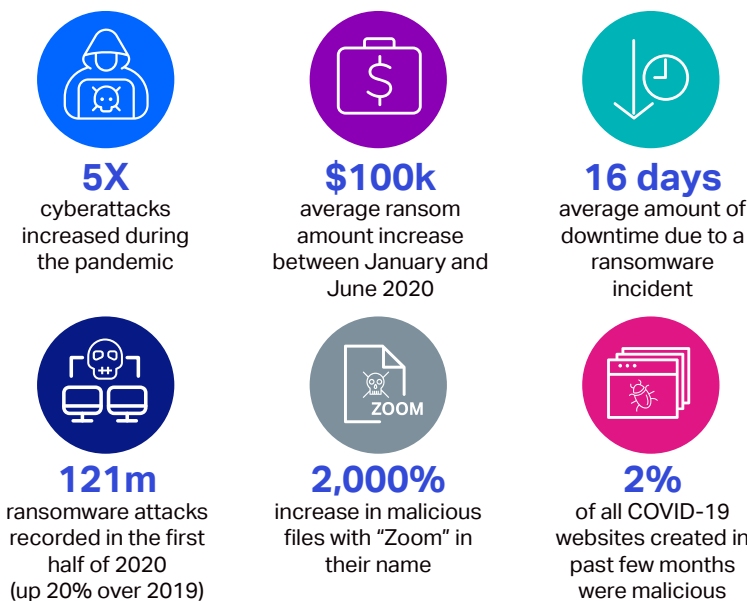 5X
cyberattacks
increased during
the pandemic
$
$100k
average ransom
amount increase
between January and
June 2020
16 days
average amount of
downtime due to a
ransomware
incident
121m
ransomware attacks
recorded in the first
half of 2020
(up 20% over 2019)
ZOOM
2,000%
increase in malicious
files with “Zoom” in
their name
2%
of all COVID-19
websites created in
past few months
were malicious